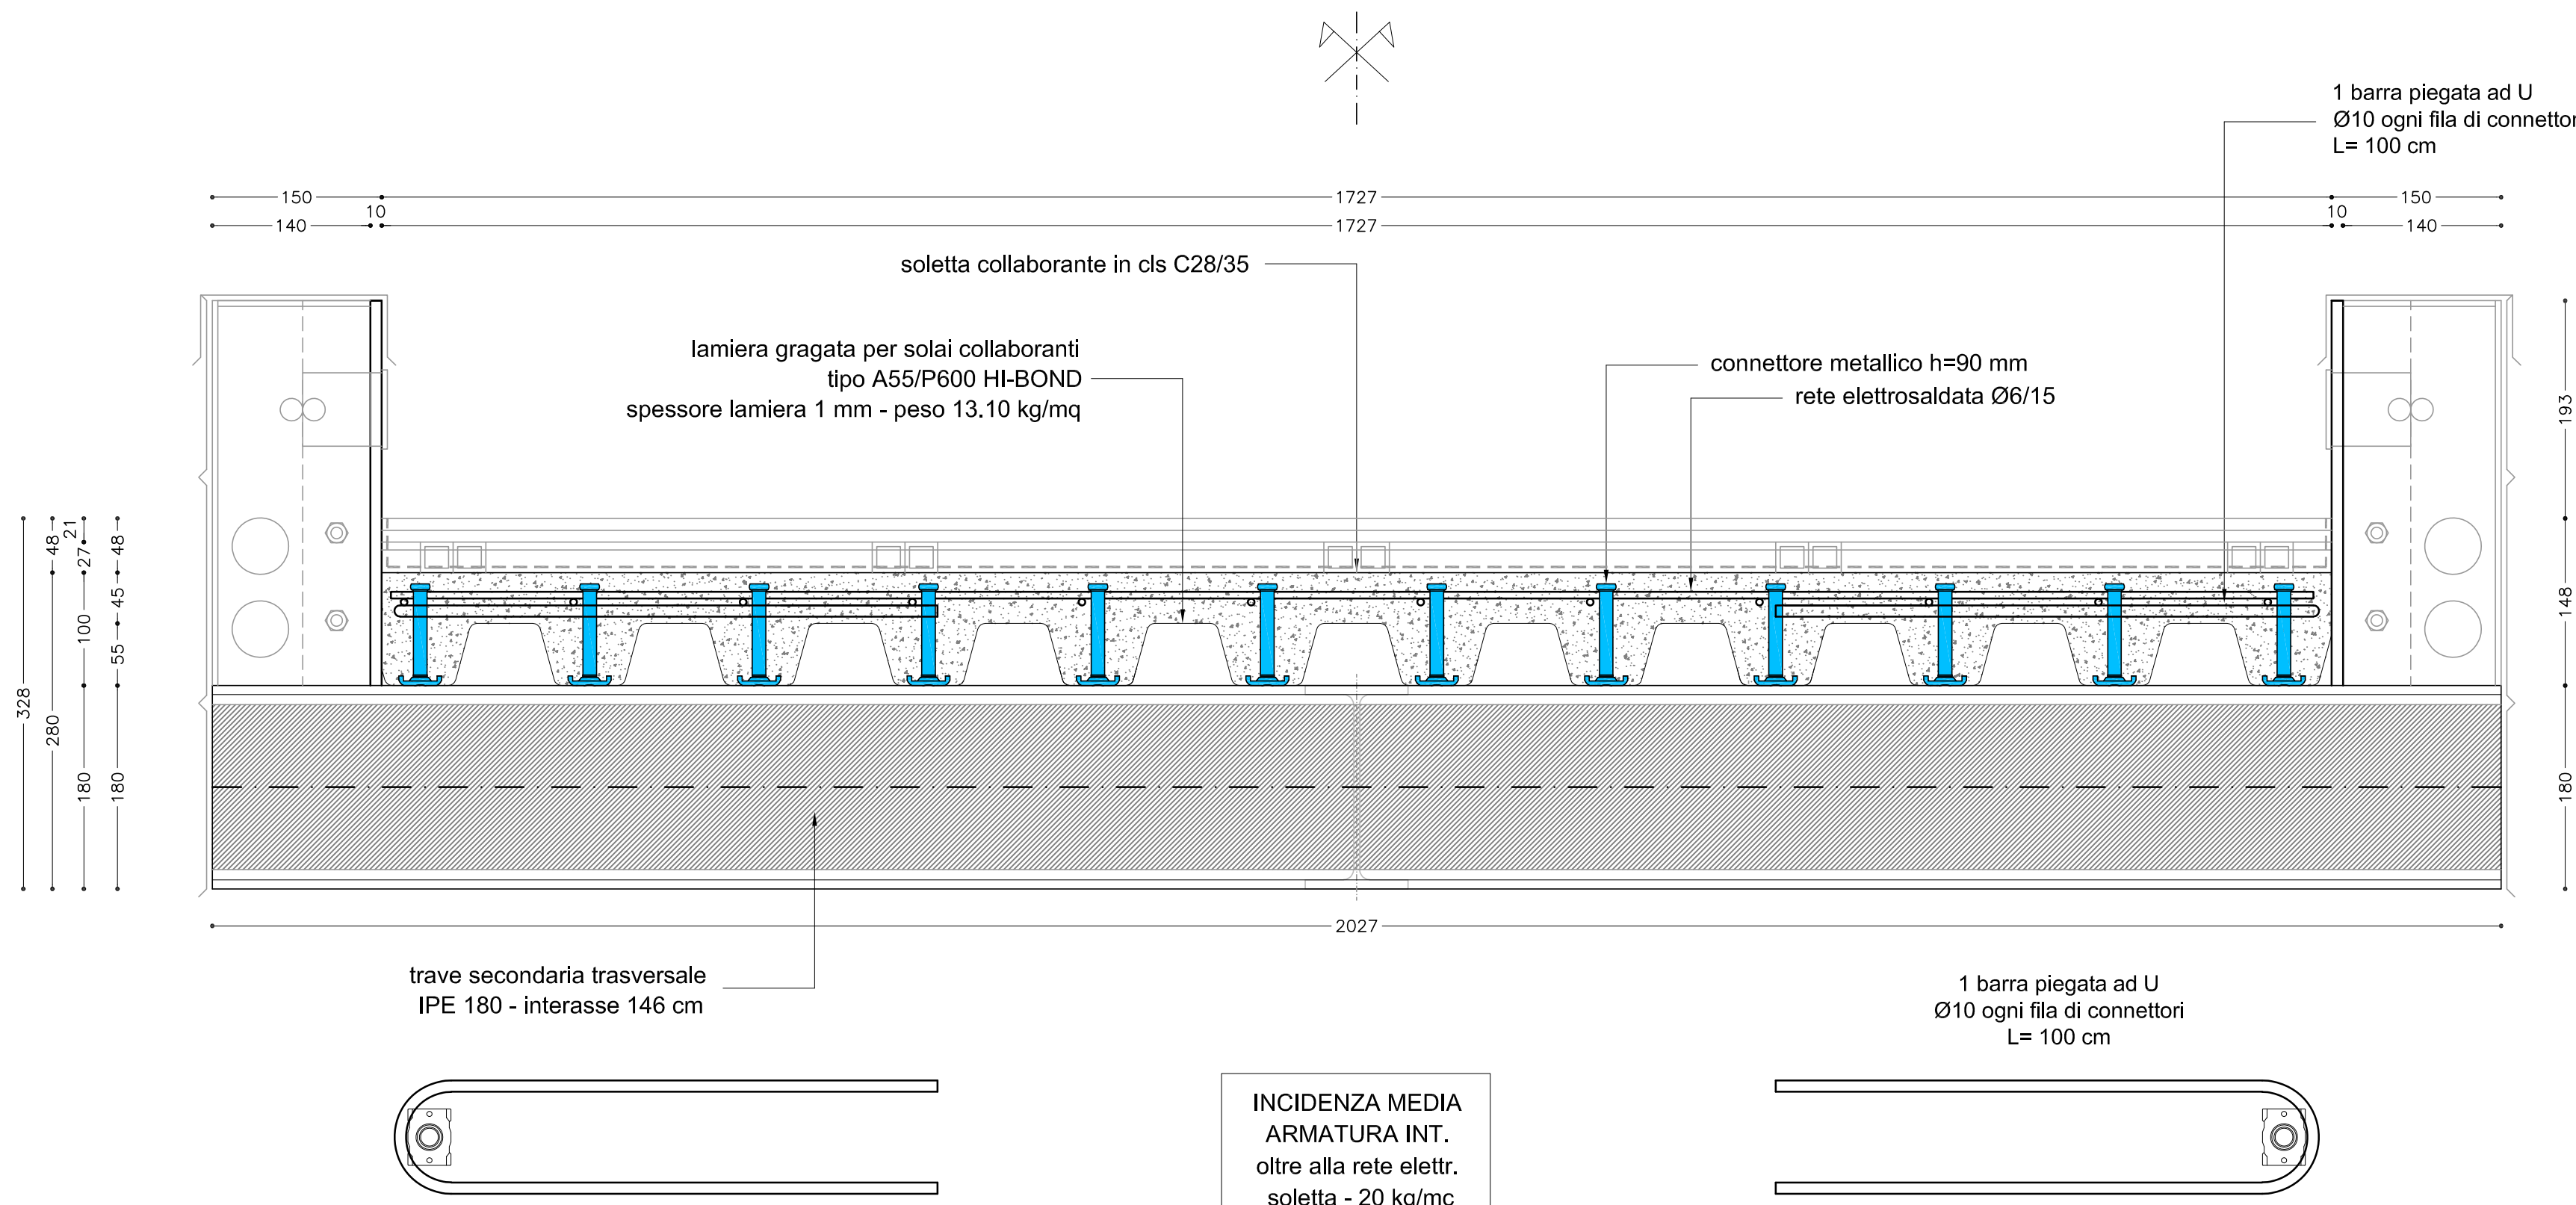 1 barra piegata ad U
Ø10 ogni fila di connettor
L= 100 cm
150
1727
150
10
10
140
1727
140
soletta collaborante in cls C28/35
lamiera gragata per solai collaboranti
tipo A55/P600 HI-BOND
spessore lamiera 1 mm - peso 13.10 kg/mq
connettore metallico h=90 mm
rete elettrosaldata Ø6/15
328
48
280
21
27
100
180
48
45
55
180
193
148
180
2027
trave secondaria trasversale
IPE 180 - interasse 146 cm
1 barra piegata ad U
Ø10 ogni fila di connettori
L= 100 cm
INCIDENZA MEDIA
ARMATURA INT.
oltre alla rete elettr.
soletta - 20 kg/mc